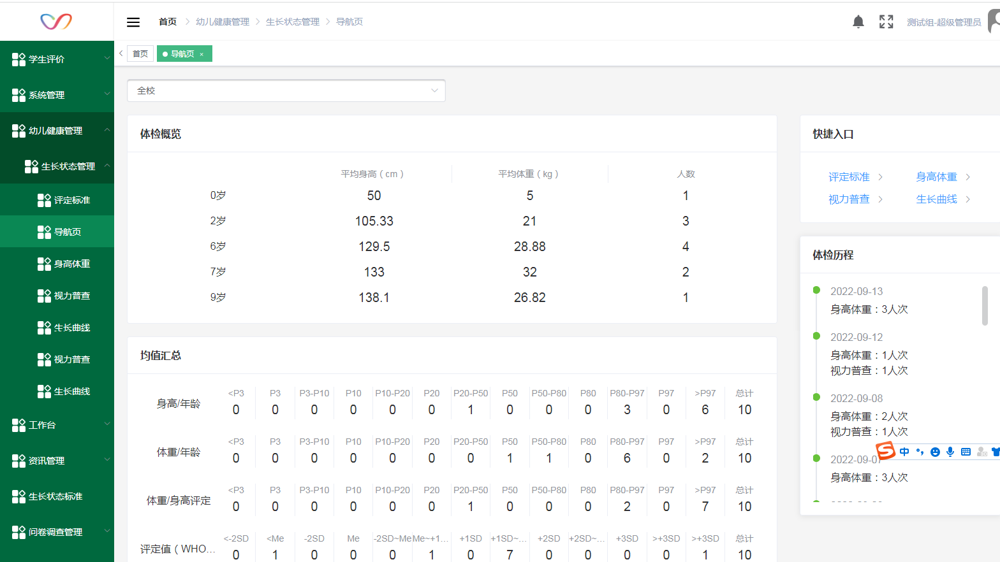 首页 幼儿健康管理 生长状态管理 导航页
测试组-超级管理员
首页 导航页 ×
学生评价
系统管理
幼儿健康管理
生长状态管理
评定标准
导航页
身高体重
视力普查
生长曲线
视力普查
生长曲线
工作台
资讯管理
生长状态标准
问卷调查管理
全校
体检概览
平均身高（cm） 平均体重（kg） 人数
0岁 50 5 1
2岁 105.33 21 3
6岁 129.5 28.88 4
7岁 133 32 2
9岁 138.1 26.82 1
均值汇总
<P3 P3 P3-P10 P10 P10-P20 P20 P20-P50 P50 P50-P80 P80 P80-P97 P97 >P97 总计
身高/年龄 0 0 0 0 0 0 1 0 0 0 3 0 6 10
<P3 P3 P3-P10 P10 P10-P20 P20 P20-P50 P50 P50-P80 P80 P80-P97 P97 >P97 总计
体重/年龄 0 0 0 0 0 0 0 1 1 0 6 0 2 10
<P3 P3 P3-P10 P10 P10-P20 P20 P20-P50 P50 P50-P80 P80 P80-P97 P97 >P97 总计
体重/身高评定 0 0 0 0 0 0 1 0 0 0 2 0 7 10
<-2SD <Me -2SD Me -2SD~Me Me~+1... +1SD +1SD~... +2SD +2SD~... +3SD >+3SD >+3SD 总计
评定值（WHO... 0 1 0 0 0 1 0 7 0 0 0 0 1 10
快捷入口
评定标准 身高体重
视力普查 生长曲线
体检历程
2022-09-13
身高体重：3人次
2022-09-12
身高体重：1人次
视力普查：1人次
2022-09-08
身高体重：2人次
视力普查：1人次
2022-09-07
身高体重：3人次
S 中